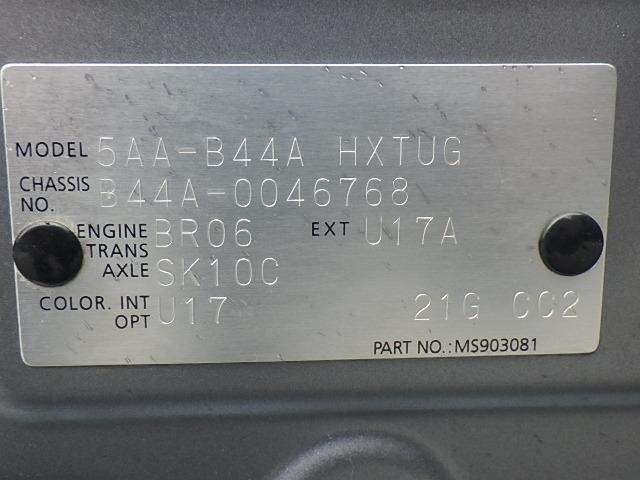 MODEL 5AA-B44A HXTUG
CHASSIS NO. B44A-0046768
ENGINE BR06 EXT U17A
TRANS AXLE SK10C
COLOR. INT U17 21G CC2
OPT
PART NO.:MS903081